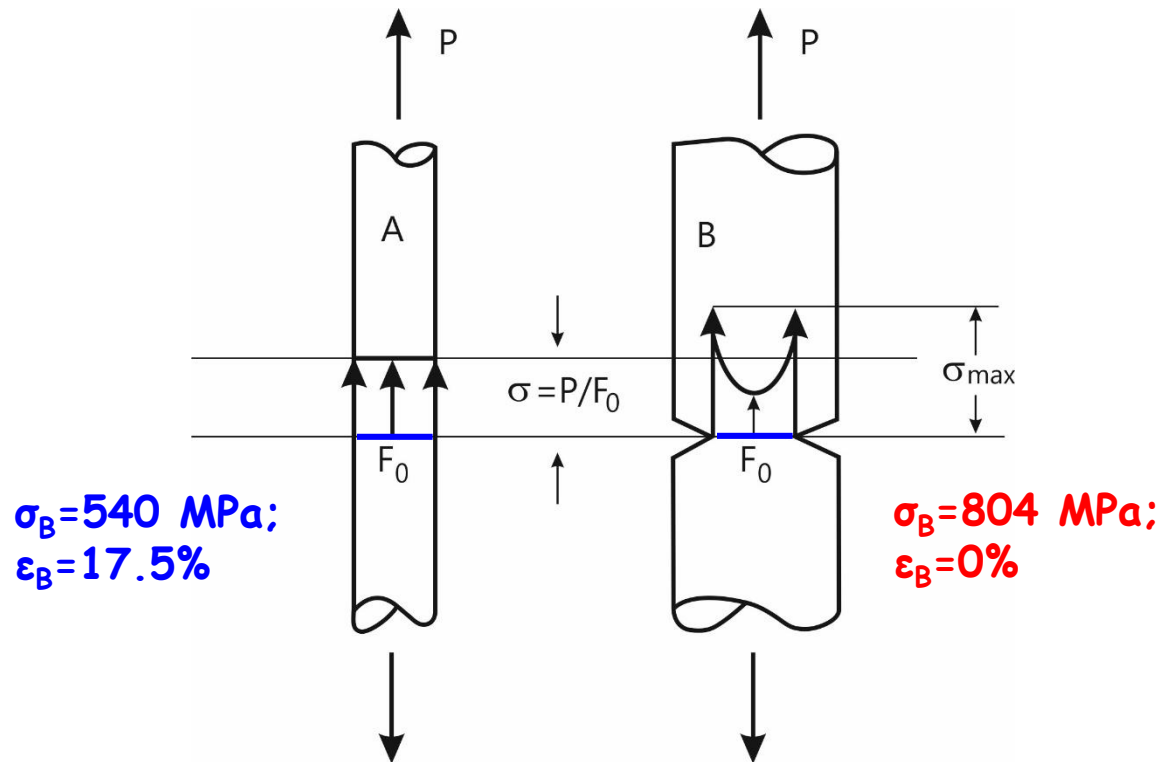 P
P
A
B
σ=P/F₀
σmax
F₀
F₀
σB=540 MPa;
εB=17.5%
σB=804 MPa;
εB=0%